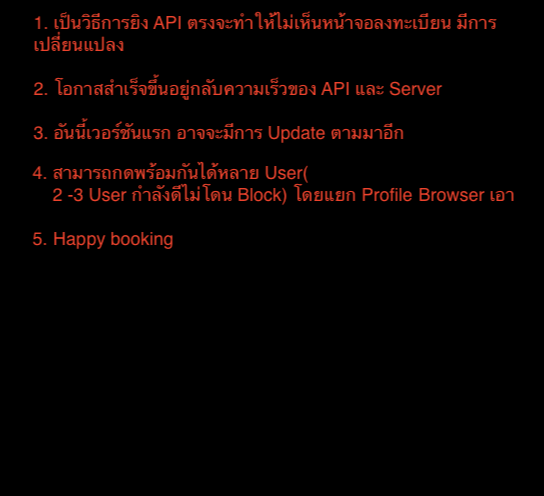 1. เป็นวิธีการยิง API ตรงจะทำให้ไม่เห็นหน้าจอลงทะเบียน มีการ
เปลี่ยนแปลง
2. โอกาสสำเร็จขึ้นอยู่กลับความเร็วของ API และ Server
3. อันนี้เวอร์ชันแรก อาจจะมีการ Update ตามมาอีก
4. สามารถกดพร้อมกันได้หลาย User(
2 -3 User กำลังดีไม่โดน Block) โดยแยก Profile Browser เอา
5. Happy booking